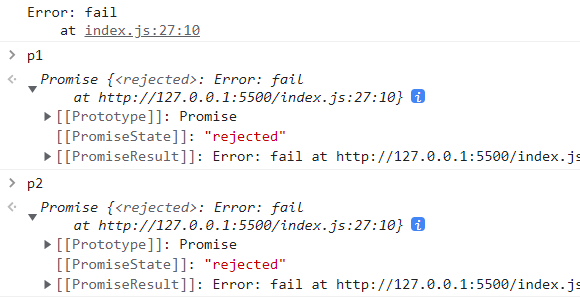 Error: fail
at index.js:27:10
p1
Promise {<rejected>: Error: fail
at http://127.0.0.1:5500/index.js:27:10}
[[Prototype]]: Promise
[[PromiseState]]: "rejected"
[[PromiseResult]]: Error: fail at http://127.0.0.1:5500/index.js
p2
Promise {<rejected>: Error: fail
at http://127.0.0.1:5500/index.js:27:10}
[[Prototype]]: Promise
[[PromiseState]]: "rejected"
[[PromiseResult]]: Error: fail at http://127.0.0.1:5500/index.js